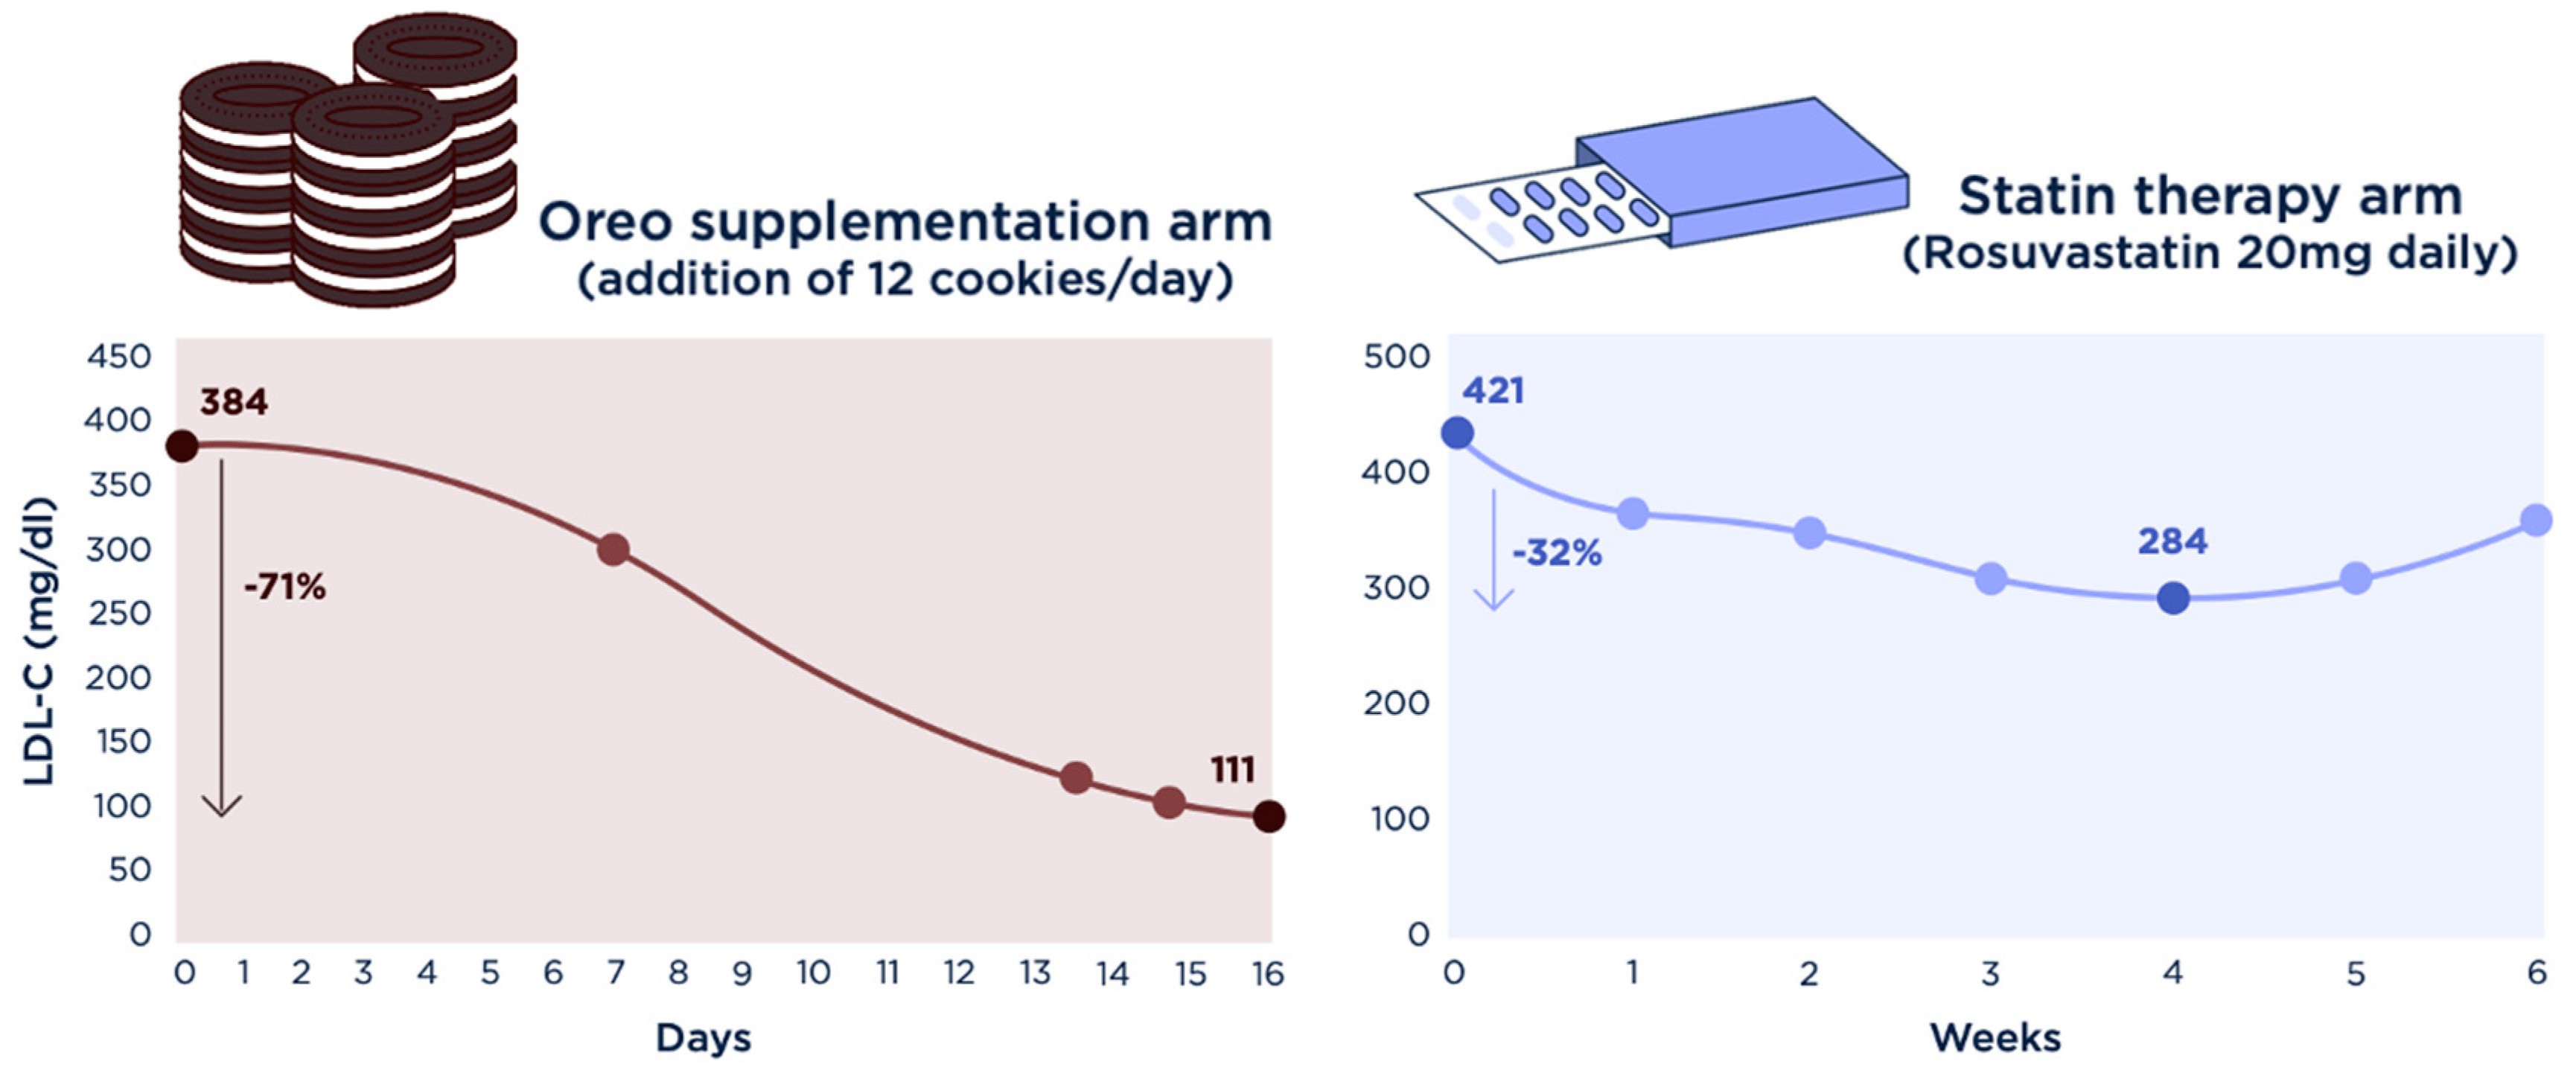 Oreo supplementation arm
(addition of 12 cookies/day)
450
400
350
300
250
200
150
100
50
0
LDL-C (mg/dl)
384
-71%
111
0 1 2 3 4 5 6 7 8 9 10 11 12 13 14 15 16
Days
Statin therapy arm
(Rosuvastatin 20mg daily)
500
400
300
200
100
0
421
-32%
284
0 1 2 3 4 5 6
Weeks